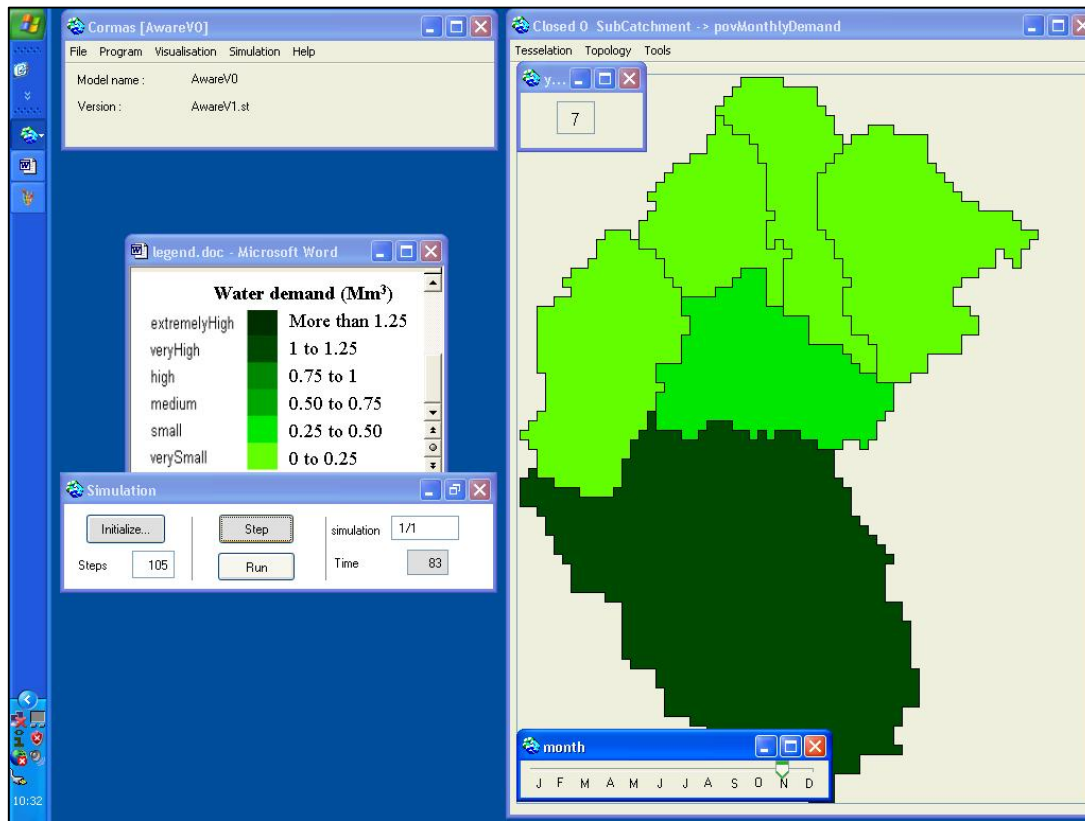 Cormas [AwareV0]
File Program Visualisation Simulation Help
Model name : AwareV0
Version : AwareV1.st
legend.doc - Microsoft Word
Water demand (Mm³)
extremelyHigh More than 1.25
veryHigh 1 to 1.25
high 0.75 to 1
medium 0.50 to 0.75
small 0.25 to 0.50
verySmall 0 to 0.25
Simulation
Initialize... Step simulation 1/1
Steps 105 Run Time 83
10:32
Closed O SubCatchment -> povMonthlyDemand
Tesselation Topology Tools
y...
7
month
J F M A M J J A S O N D